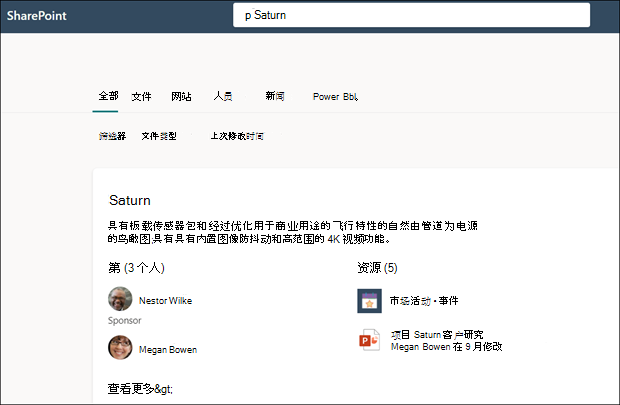 SharePoint
p Saturn
全部 文件 网站 人员 新闻 Power BbI,
筛选器 文件类型 上次修改时间
Saturn
具有板载传感器包和经过优化用于商业用途的飞行特性的自然由管道为电源
的鸟瞰图,具有具有内置图像防抖动和高范围的 4K 视频功能。
第 (3 个人)
Nestor Wilke
Sponsor
Megan Bowen
查看更多&gt;
资源 (5)
市场活动 • 事件
项目 Saturn 客户研究
Megan Bowen 在 9 月修改